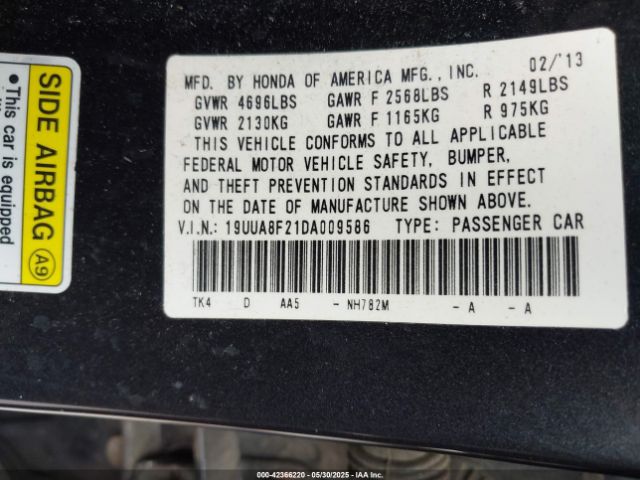 SIDE AIRBAG A9
•This car is equipped
MFD. BY HONDA OF AMERICA MFG., INC. 02/'13
GVWR 4696LBS GAWR F 2568LBS R 2149LBS
GVWR 2130KG GAWR F 1165KG R 975KG
THIS VEHICLE CONFORMS TO ALL APPLICABLE
FEDERAL MOTOR VEHICLE SAFETY, BUMPER,
AND THEFT PREVENTION STANDARDS IN EFFECT
ON THE DATE OF MANUFACTURE SHOWN ABOVE.
V.I.N.: 19UUA8F21DA009586 TYPE: PASSENGER CAR
TK4 D AA5 - NH782M - A - A
000-42366220 | 05/30/2025 | IAA Inc.